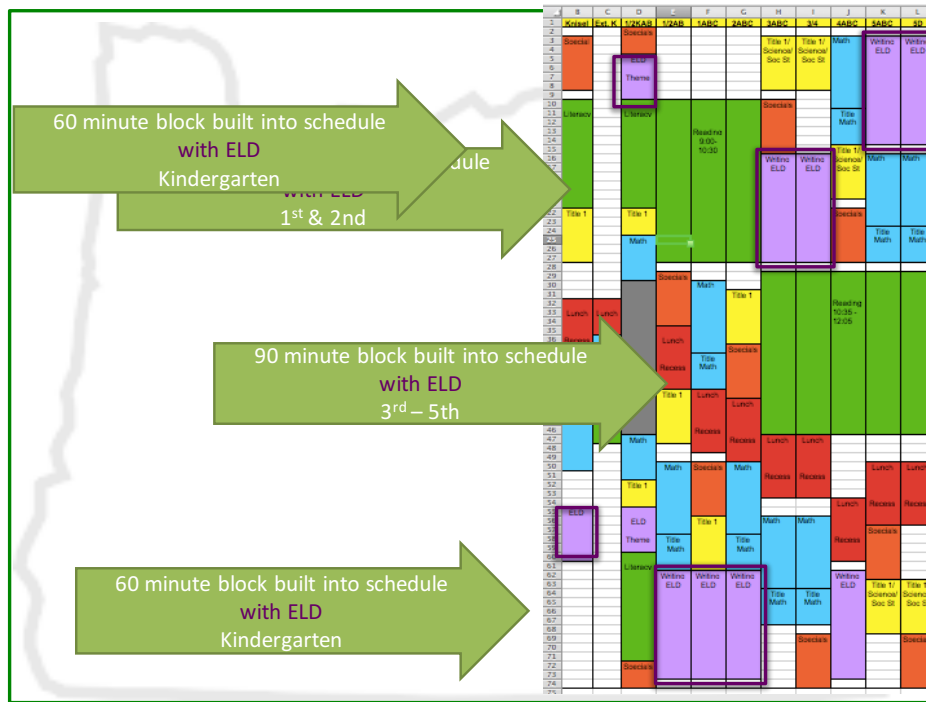 B C D E F G H I J K L
1 Knisel Ext. K 1/2KAB 1/2AB 1ABC 2ABC 3ABC 3/4 4ABC 5ABC 5D
Specials
Special
ELD
Theme
Title 1/
Science/
Soc St
Title 1/
Science/
Soc St
Math
Writing
ELD
Writing
ELD
60 minute block built into schedule
with ELD
Kindergarten
dule
with ELD
1st & 2nd
Literacy
Literacy
Reading
9:00-
10:30
Specials
Title
Math
Title 1/
Science/
Soc St
Writing
ELD
Writing
ELD
Math
Math
Title 1
Title 1
Math
Specials
Title
Math
Title
Math
Specials
Math
Title 1
Reading
10:35 -
12:05
Lunch
Recess
Lunch
90 minute block built into schedule
with ELD
3rd – 5th
Lunch
Recess
Title
Math
Specials
Title 1
Lunch
Recess
Lunch
Recess
Math
Lunch
Recess
Lunch
Recess
Math
Specials
Math
Lunch
Recess
Lunch
Recess
Title 1
Lunch
Recess
ELD
ELD
Theme
Title
Math
Title 1
Title
Math
Math
Math
Specials
60 minute block built into schedule
with ELD
Kindergarten
Literacy
Writing
ELD
Writing
ELD
Writing
ELD
Title
Math
Title
Math
Writing
ELD
Title 1/
Science/
Soc St
Title 1/
Science
Soc S
Specials
Specials
Specials